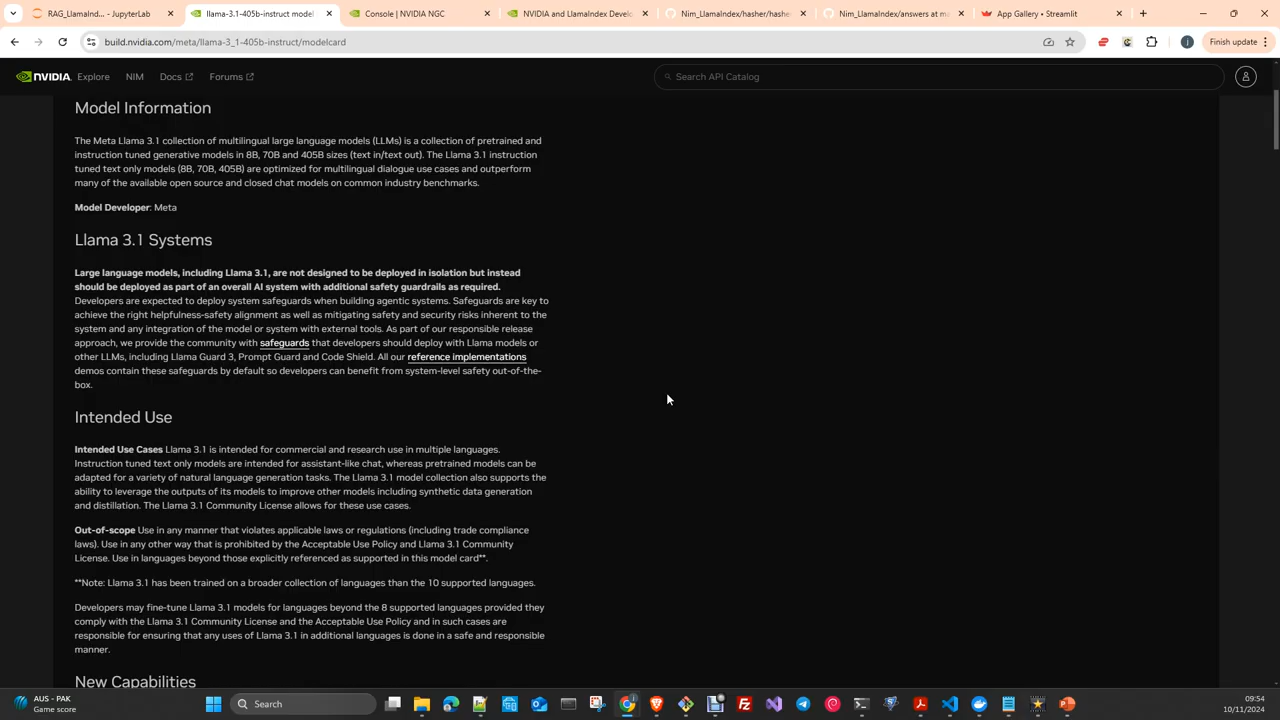 RAG_LlamaInd... - JupyterLab
llama-3.1-405b-instruct model
Console | NVIDIA NGC
NVIDIA and LlamaIndex Develo
Nim_LlamaIndex/hasher/hashe
Nim_LlamaIndex/answers at ma
App Gallery • Streamlit
build.nvidia.com/meta/llama-3_1-405b-instruct/modelcard
Finish update
NVIDIA
Explore
NIM
Docs
Forums
Search API Catalog
Model Information
The Meta Llama 3.1 collection of multilingual large language models (LLMs) is a collection of pretrained and
instruction tuned generative models in 8B, 70B and 405B sizes (text in/text out). The Llama 3.1 instruction
tuned text only models (8B, 70B, 405B) are optimized for multilingual dialogue use cases and outperform
many of the available open source and closed chat models on common industry benchmarks.
Model Developer: Meta
Llama 3.1 Systems
Large language models, including Llama 3.1, are not designed to be deployed in isolation but instead
should be deployed as part of an overall AI system with additional safety guardrails as required.
Developers are expected to deploy system safeguards when building agentic systems. Safeguards are key to
achieve the right helpfulness-safety alignment as well as mitigating safety and security risks inherent to the
system and any integration of the model or system with external tools. As part of our responsible release
approach, we provide the community with safeguards that developers should deploy with Llama models or
other LLMs, including Llama Guard 3, Prompt Guard and Code Shield. All our reference implementations
demos contain these safeguards by default so developers can benefit from system-level safety out-of-the-
box.
Intended Use
Intended Use Cases Llama 3.1 is intended for commercial and research use in multiple languages.
Instruction tuned text only models are intended for assistant-like chat, whereas pretrained models can be
adapted for a variety of natural language generation tasks. The Llama 3.1 model collection also supports the
ability to leverage the outputs of its models to improve other models including synthetic data generation
and distillation. The Llama 3.1 Community License allows for these use cases.
Out-of-scope Use in any manner that violates applicable laws or regulations (including trade compliance
laws). Use in any other way that is prohibited by the Acceptable Use Policy and Llama 3.1 Community
License. Use in languages beyond those explicitly referenced as supported in this model card**.
**Note: Llama 3.1 has been trained on a broader collection of languages than the 10 supported languages.
Developers may fine-tune Llama 3.1 models for languages beyond the 8 supported languages provided they
comply with the Llama 3.1 Community License and the Acceptable Use Policy and in such cases are
responsible for ensuring that any uses of Llama 3.1 in additional languages is done in a safe and responsible
manner.
New Capabilities
AUS - PAK
Game score
Search
09:54
10/11/2024